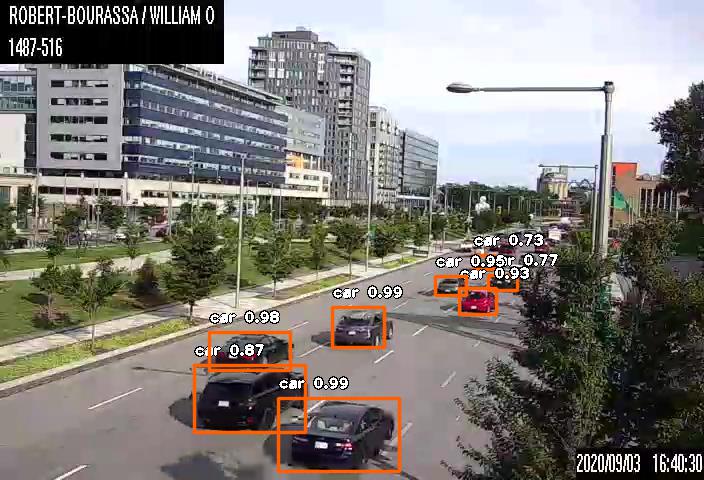 ROBERT-BOURASSA / WILLIAM O
1487-516
car 0.73
car 0.95
0.77
car 0.93
car 0.99
car 0.98
car 0.87
car 0.99
2020/09/03 16:40:30